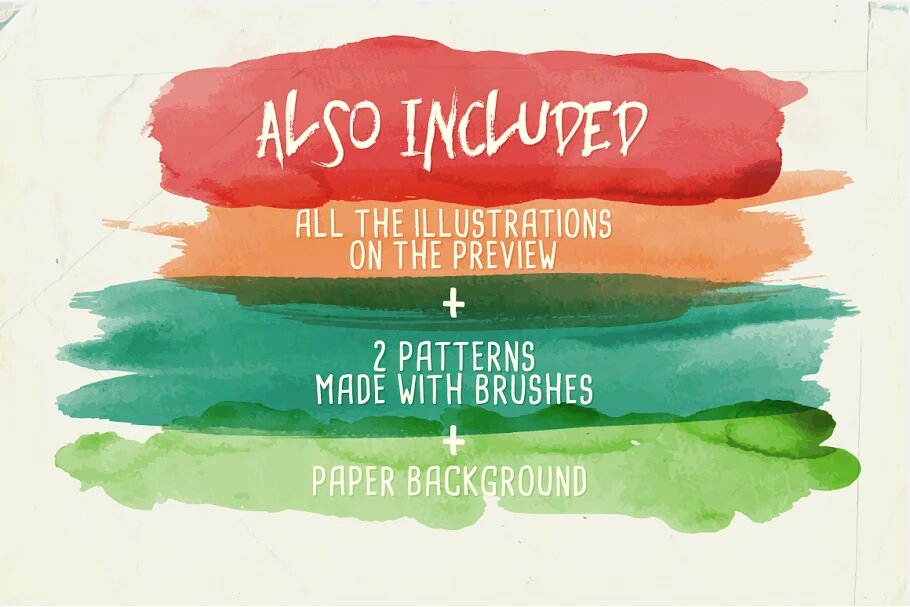 ALSO INCLUDED
ALL THE ILLUSTRATIONS
ON THE PREVIEW
+
2 PATTERNS
MADE WITH BRUSHES
+
PAPER BACKGROUND